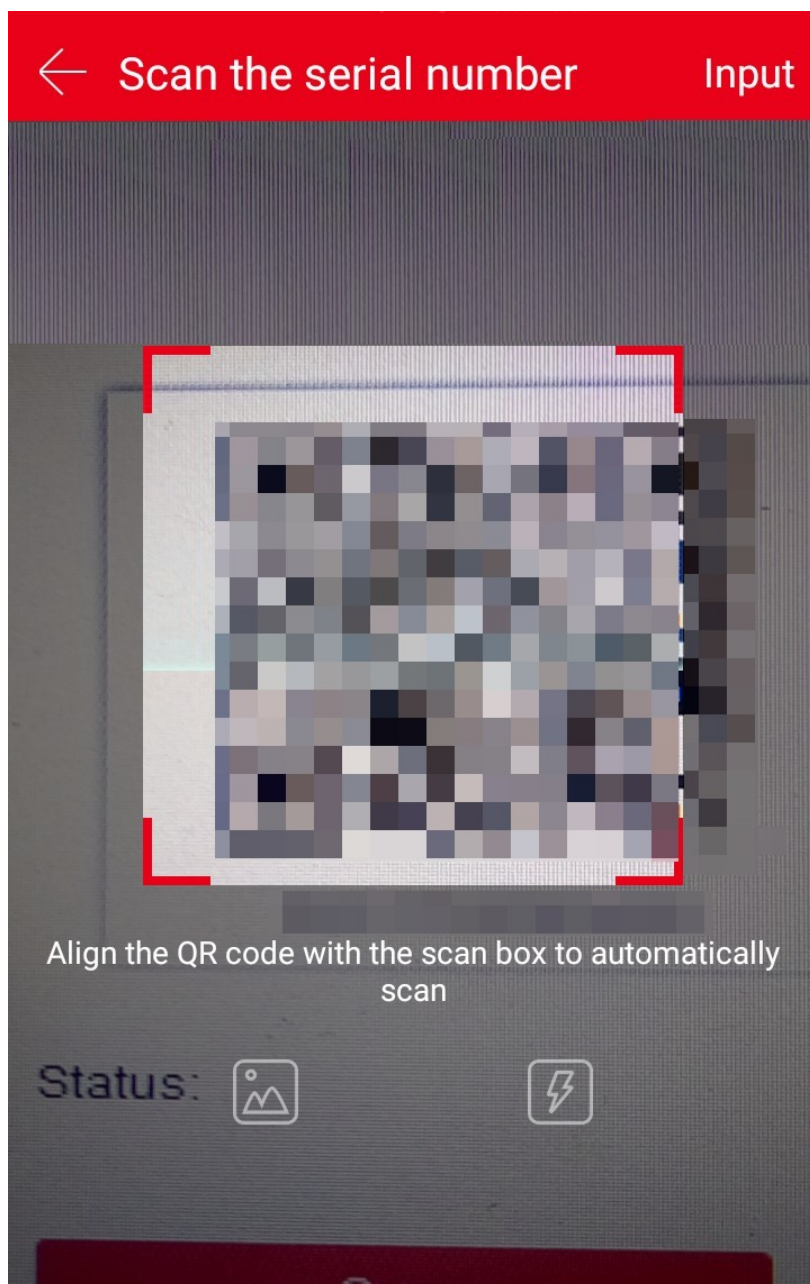 Scan the serial number
Input
Align the QR code with the scan box to automatically
scan
Status: